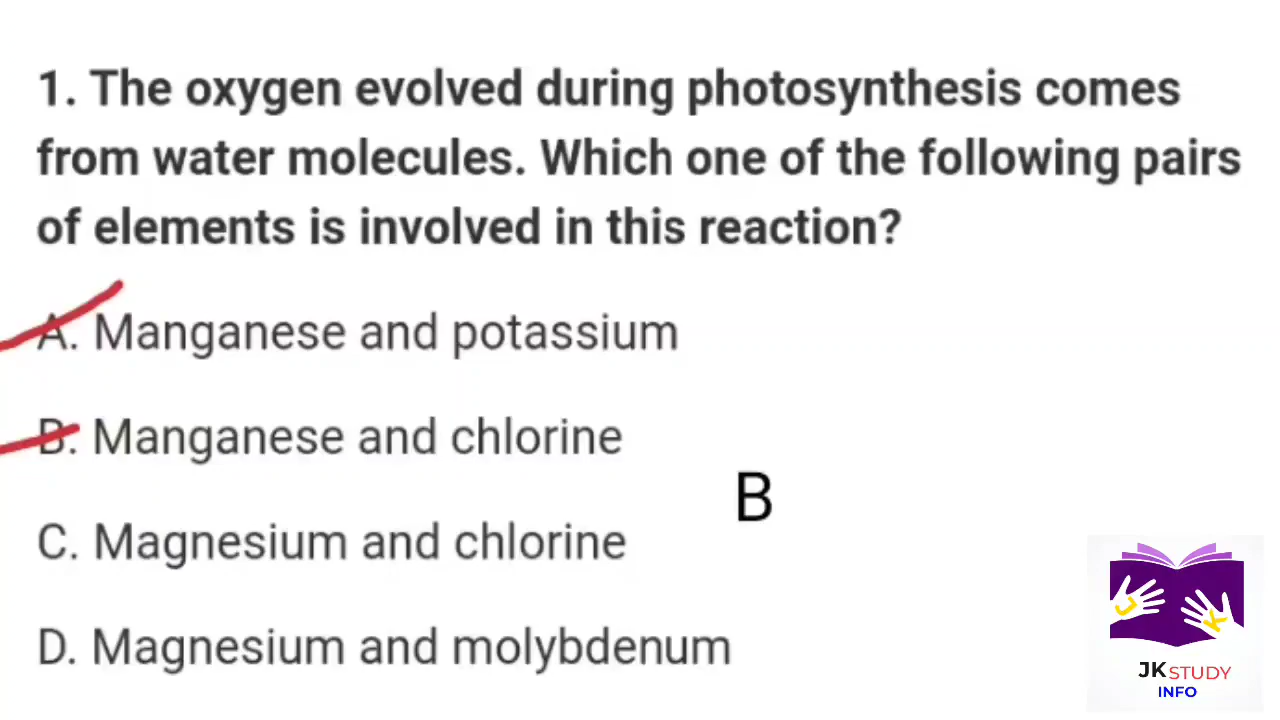 1. The oxygen evolved during photosynthesis comes
from water molecules. Which one of the following pairs
of elements is involved in this reaction?
A. Manganese and potassium
B. Manganese and chlorine
B
C. Magnesium and chlorine
D. Magnesium and molybdenum
J K
JK STUDY
INFO